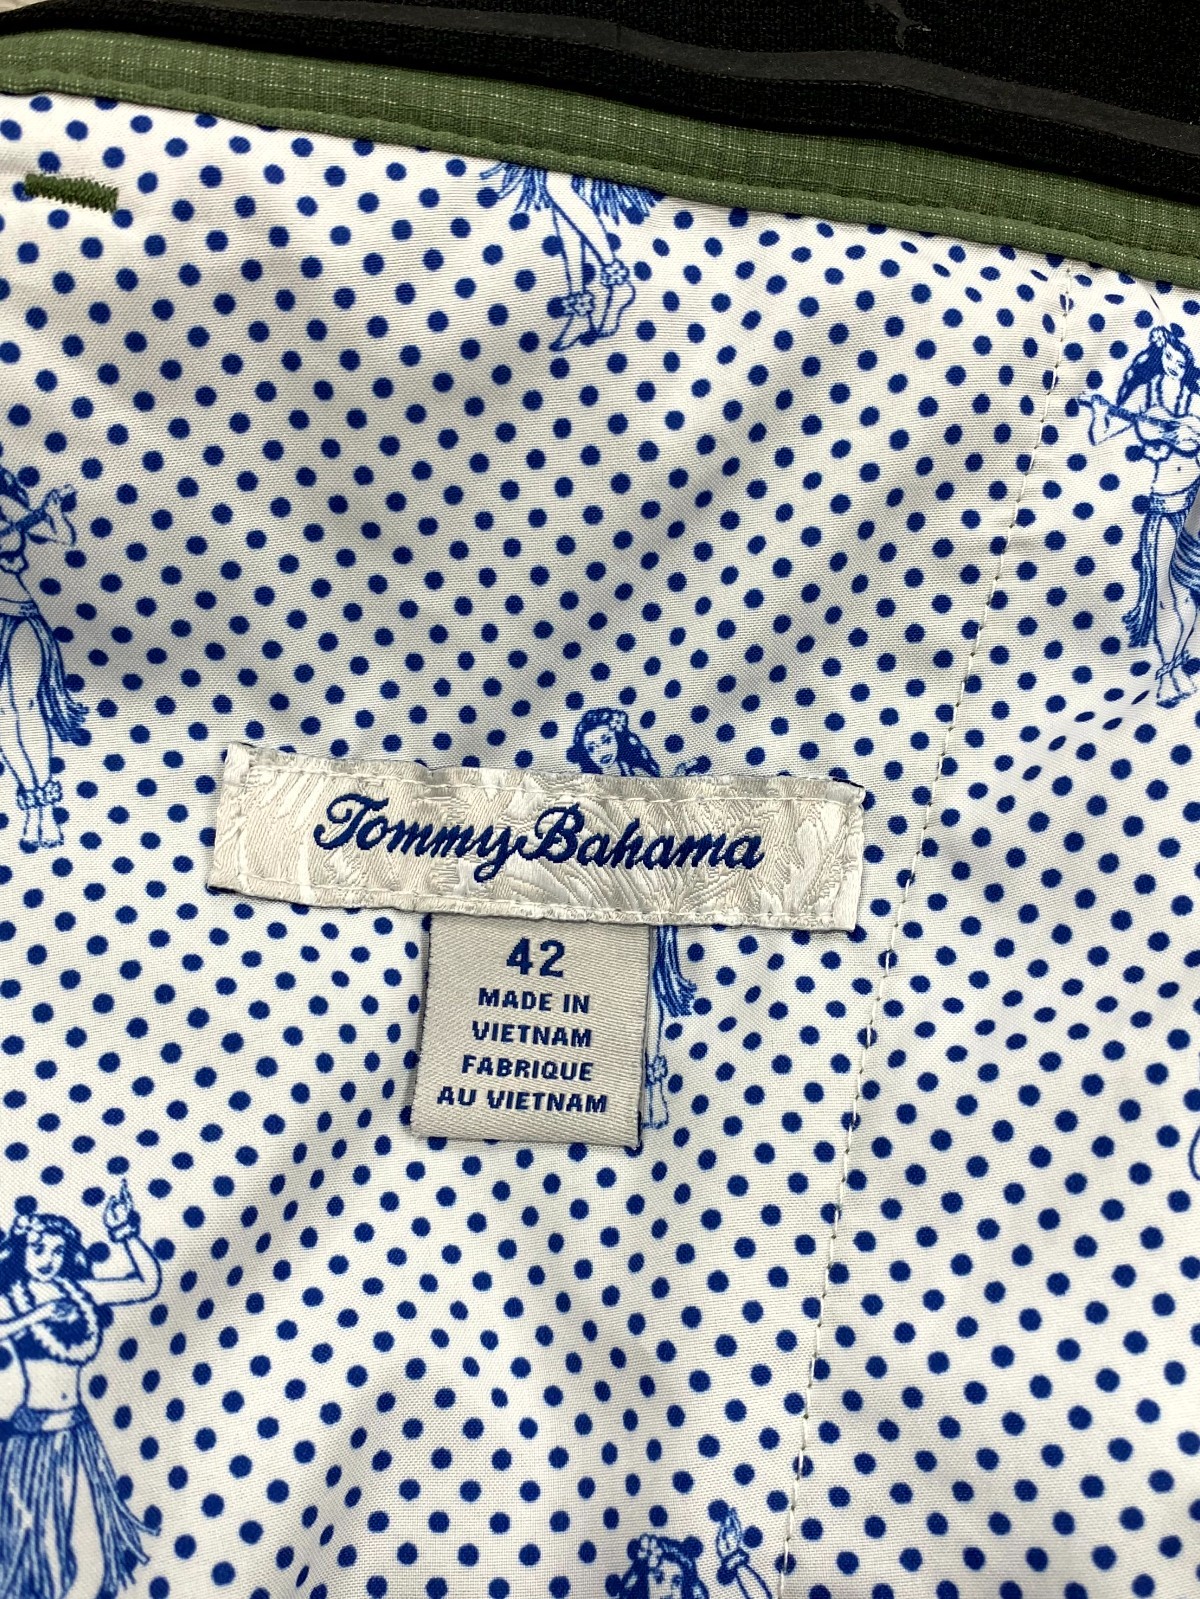 Tommy Bahama
42
MADE IN
VIETNAM
FABRIQUE
AU VIETNAM